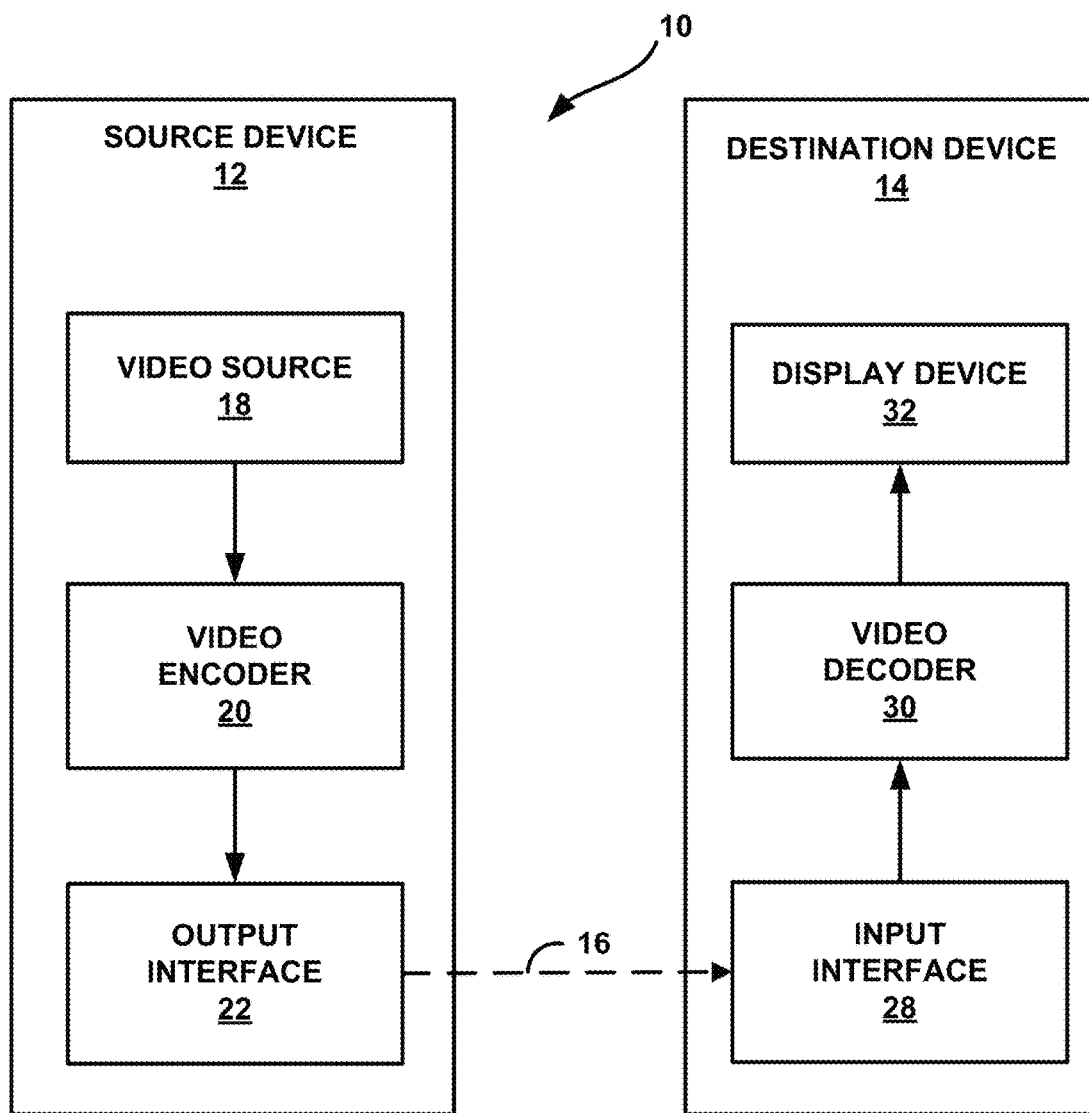 10
SOURCE DEVICE
12
VIDEO SOURCE
18
VIDEO
ENCODER
20
OUTPUT
INTERFACE
22
16
DESTINATION DEVICE
14
DISPLAY DEVICE
32
VIDEO
DECODER
30
INPUT
INTERFACE
28